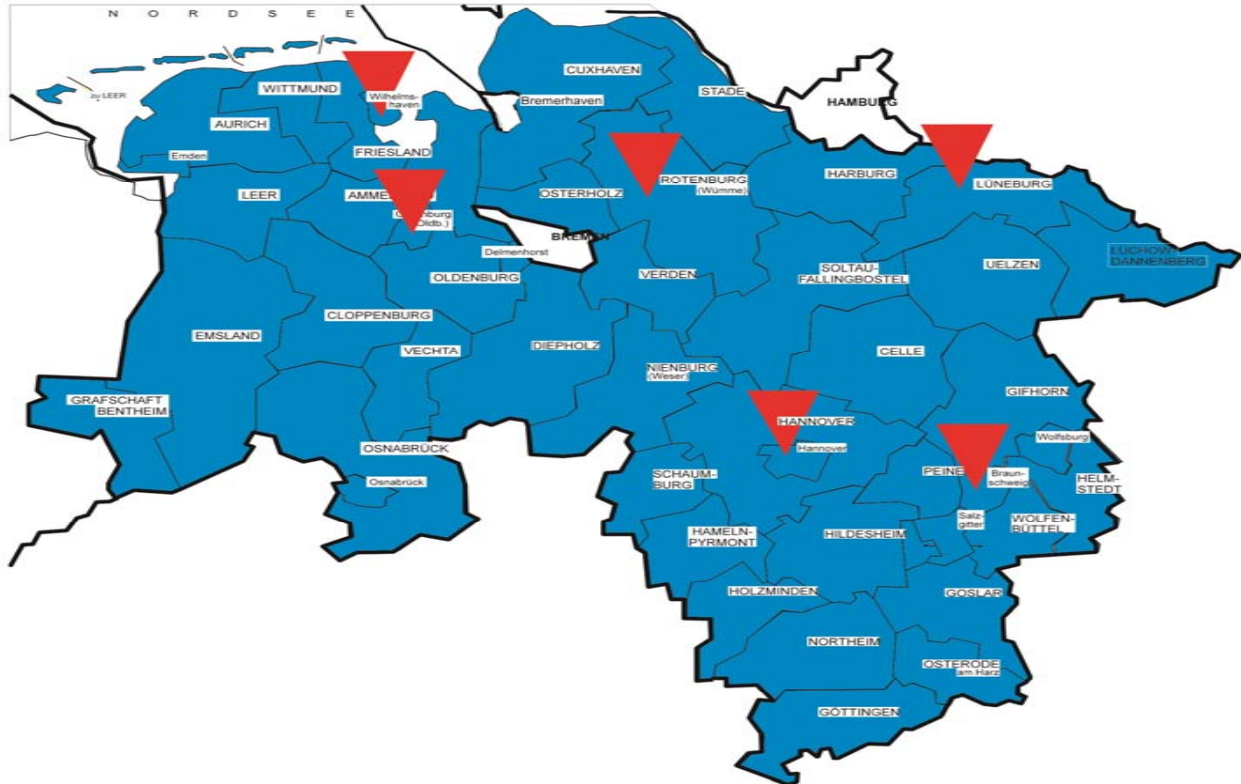 NORDSEE
CUXHAVEN
WITTMUND
STADE
zu LEER
Wilhelms-
haven
Bremerhaven
HAMBURG
AURICH
FRIESLAND
Emden
HARBURG
ROTENBURG
(Wümme)
LÜNEBURG
LEER
OSTERHOLZ
BREMEN
Delmenhorst
UELZEN
OLDENBURG
VERDEN
SOLTAU-
FALLINGBOSTEL
DANNENBERG
CLOPPENBURG
EMSLAND
DIEPHOLZ
VECHTA
CELLE
NIENBURG
(Weser)
GIFHORN
GRAFSCHAFT
BENTHEIM
HANNOVER
Hannover
Wolfsburg
OSNABRÜCK
Osnabrück
SCHAUM-
BURG
PEINE
Braun-
schweig
HELM-
STEDT
Salz-
gitter
WOLFEN-
BÜTTEL
HAMELN-
PYRMONT
HILDESHEIM
HOLZMINDEN
GOSLAR
NORTHEIM
OSTERODE
am Harz
GÖTTINGEN